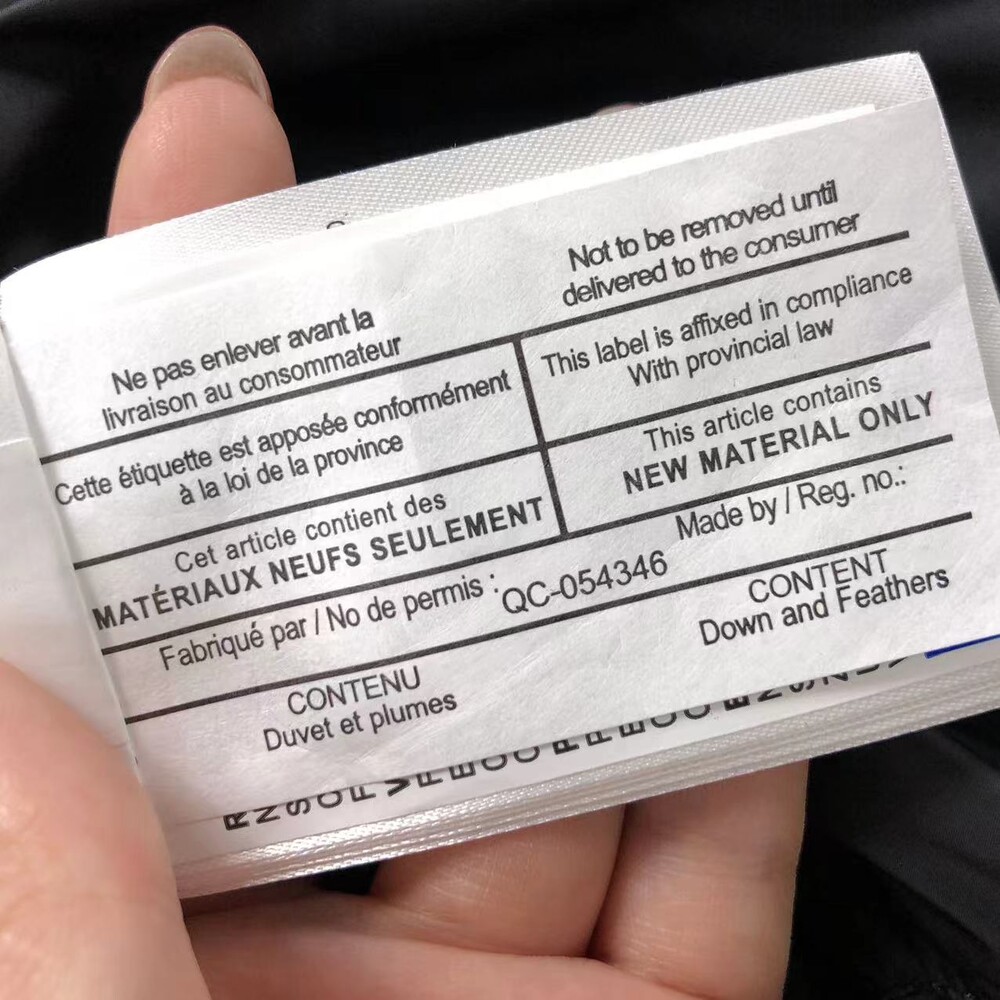 Ne pas enlever avant la
livraison au consommateur
Not to be removed until
delivered to the consumer
Cette étiquette est apposée conformément
à la loi de la province
This label is affixed in compliance
With provincial law
Cet article contient des
MATÉRIAUX NEUFS SEULEMENT
This article contains
NEW MATERIAL ONLY
Fabriqué par / No de permis : QC-054346 Made by / Reg. no.:
CONTENU
Duvet et plumes
CONTENT
Down and Feathers